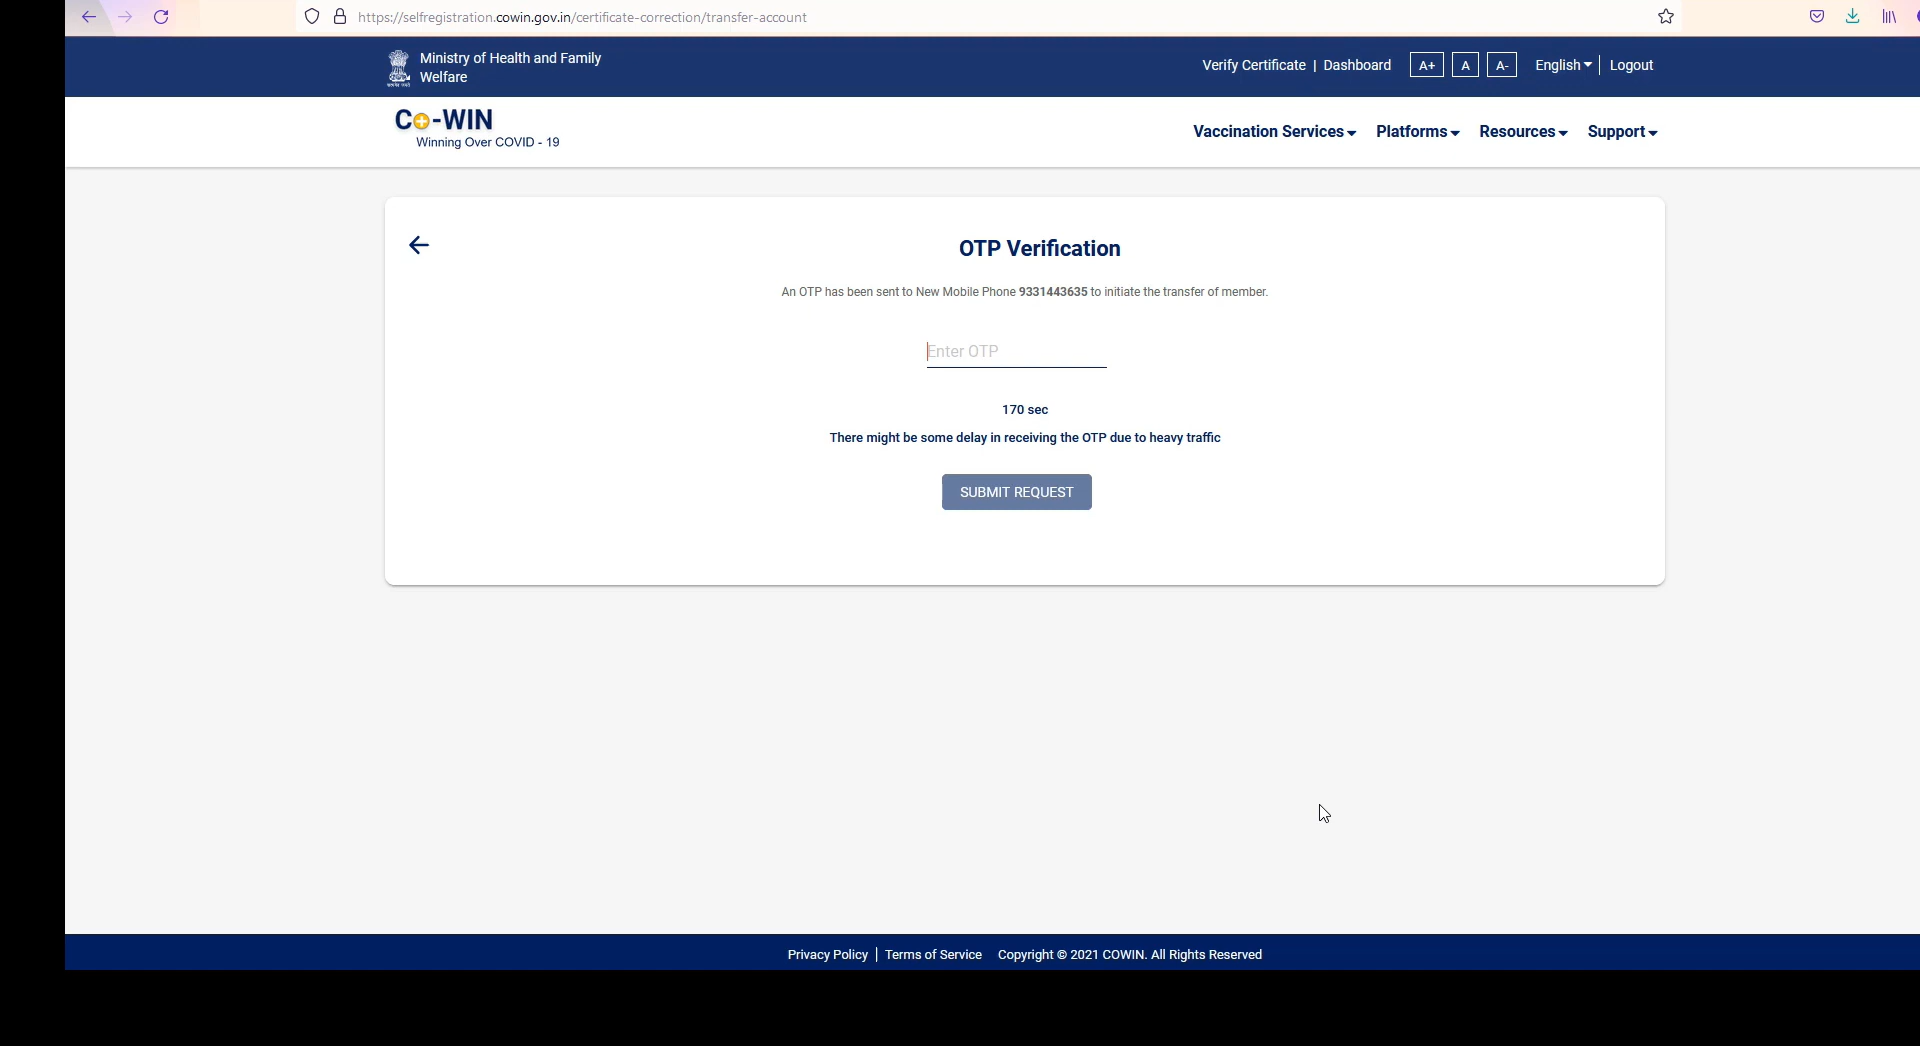 https://selfregistration.cowin.gov.in/certificate-correction/transfer-account
Ministry of Health and Family
Welfare
Verify Certificate | Dashboard A+ A A- English Logout
Co-WIN
Winning Over COVID - 19
Vaccination Services Platforms Resources Support
OTP Verification
An OTP has been sent to New Mobile Phone 9331443635 to initiate the transfer of member.
Enter OTP
170 sec
There might be some delay in receiving the OTP due to heavy traffic
SUBMIT REQUEST
Privacy Policy | Terms of Service Copyright © 2021 COWIN. All Rights Reserved